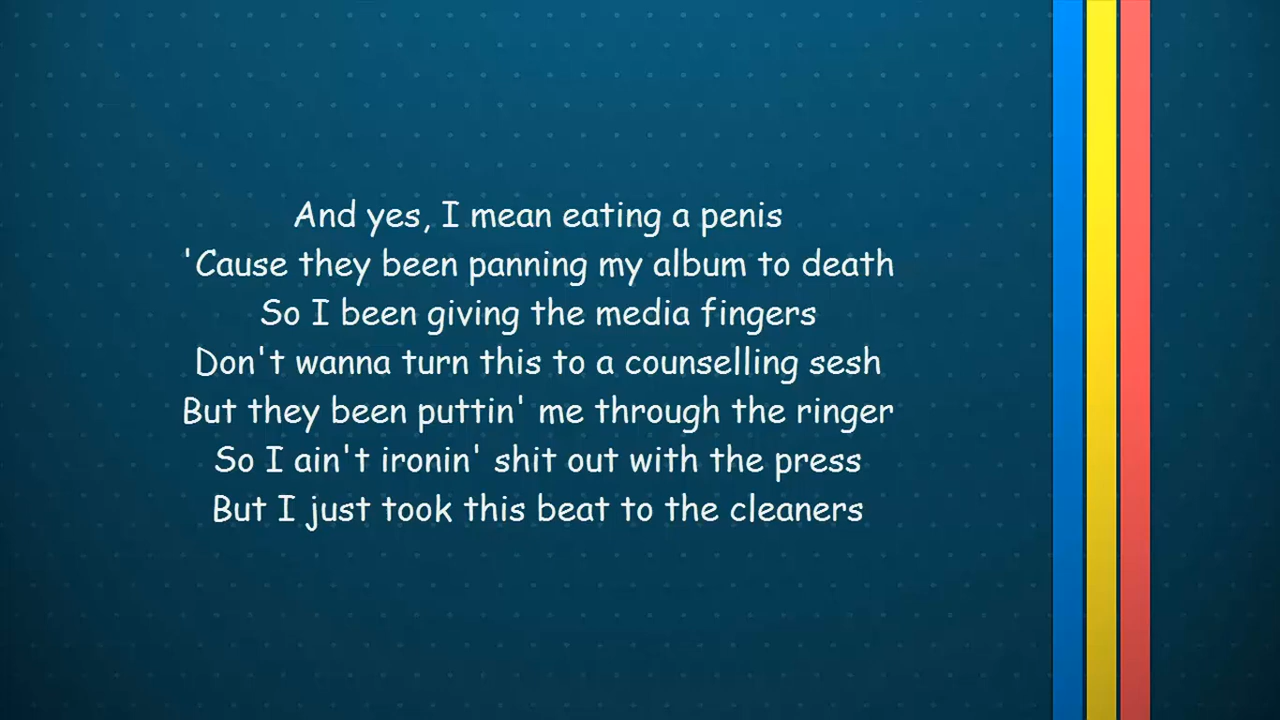 And yes, I mean eating a penis
'Cause they been panning my album to death
So I been giving the media fingers
Don't wanna turn this to a counselling sesh
But they been puttin' me through the ringer
So I ain't ironin' shit out with the press
But I just took this beat to the cleaners